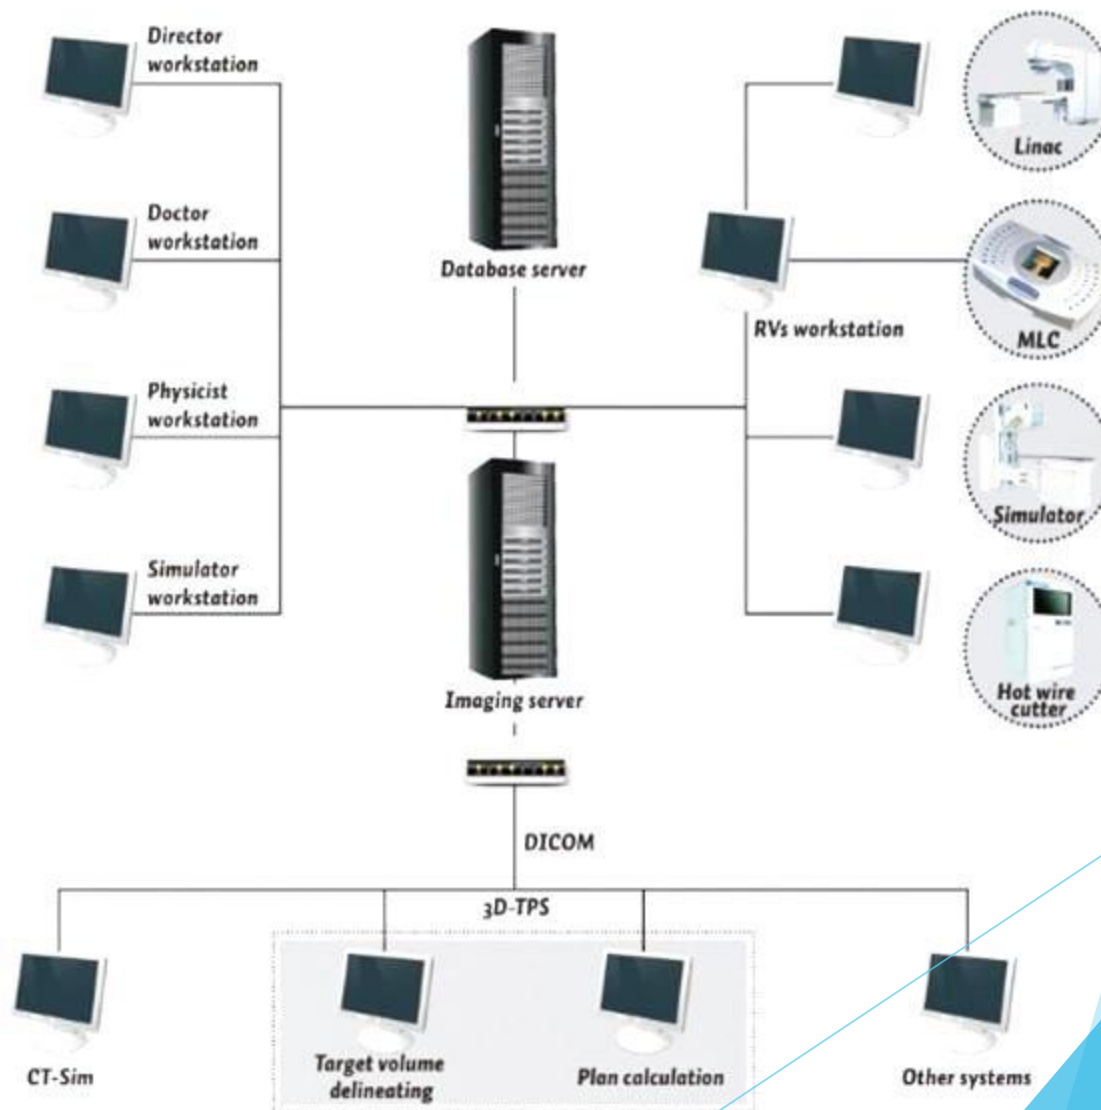 Director
workstation
Database server
Linac
Doctor
workstation
RVs workstation
MLC
Physicist
workstation
Simulator
Simulator
workstation
Imaging server
Hot wire
cutter
DICOM
3D-TPS
CT-Sim
Target volume
delineating
Plan calculation
Other systems